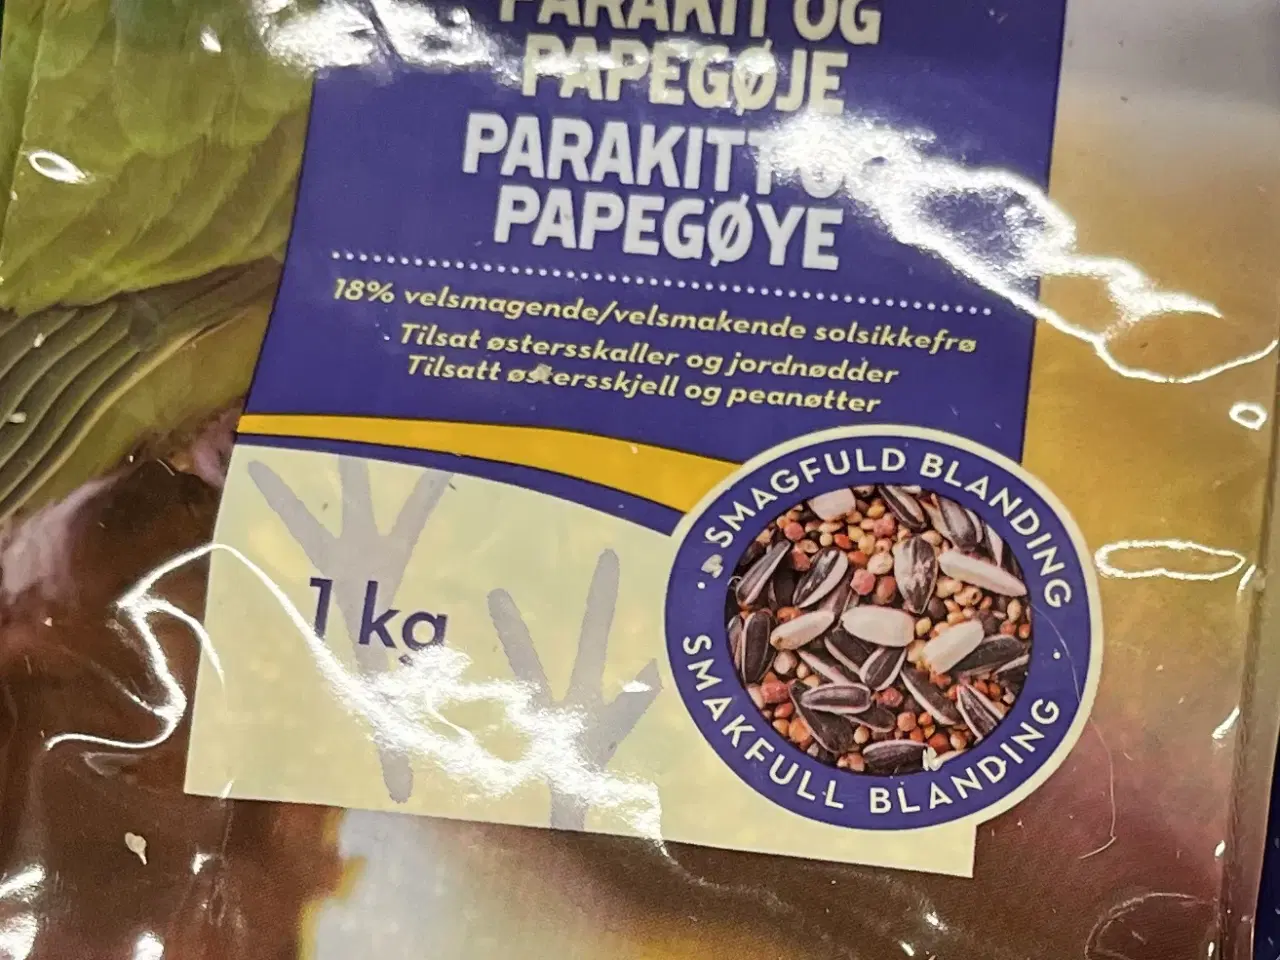 PARAKIT OG
PAPEGØJE
PARAKITT
PAPEGØYE
18% velsmagende/velsmakende solsikkefrø
Tilsat østersskaller og jordnødder
Tilsatt østersskjell og peanøtter
1 kg
SMAGFULD BLANDING
SMAKFULL BLANDING